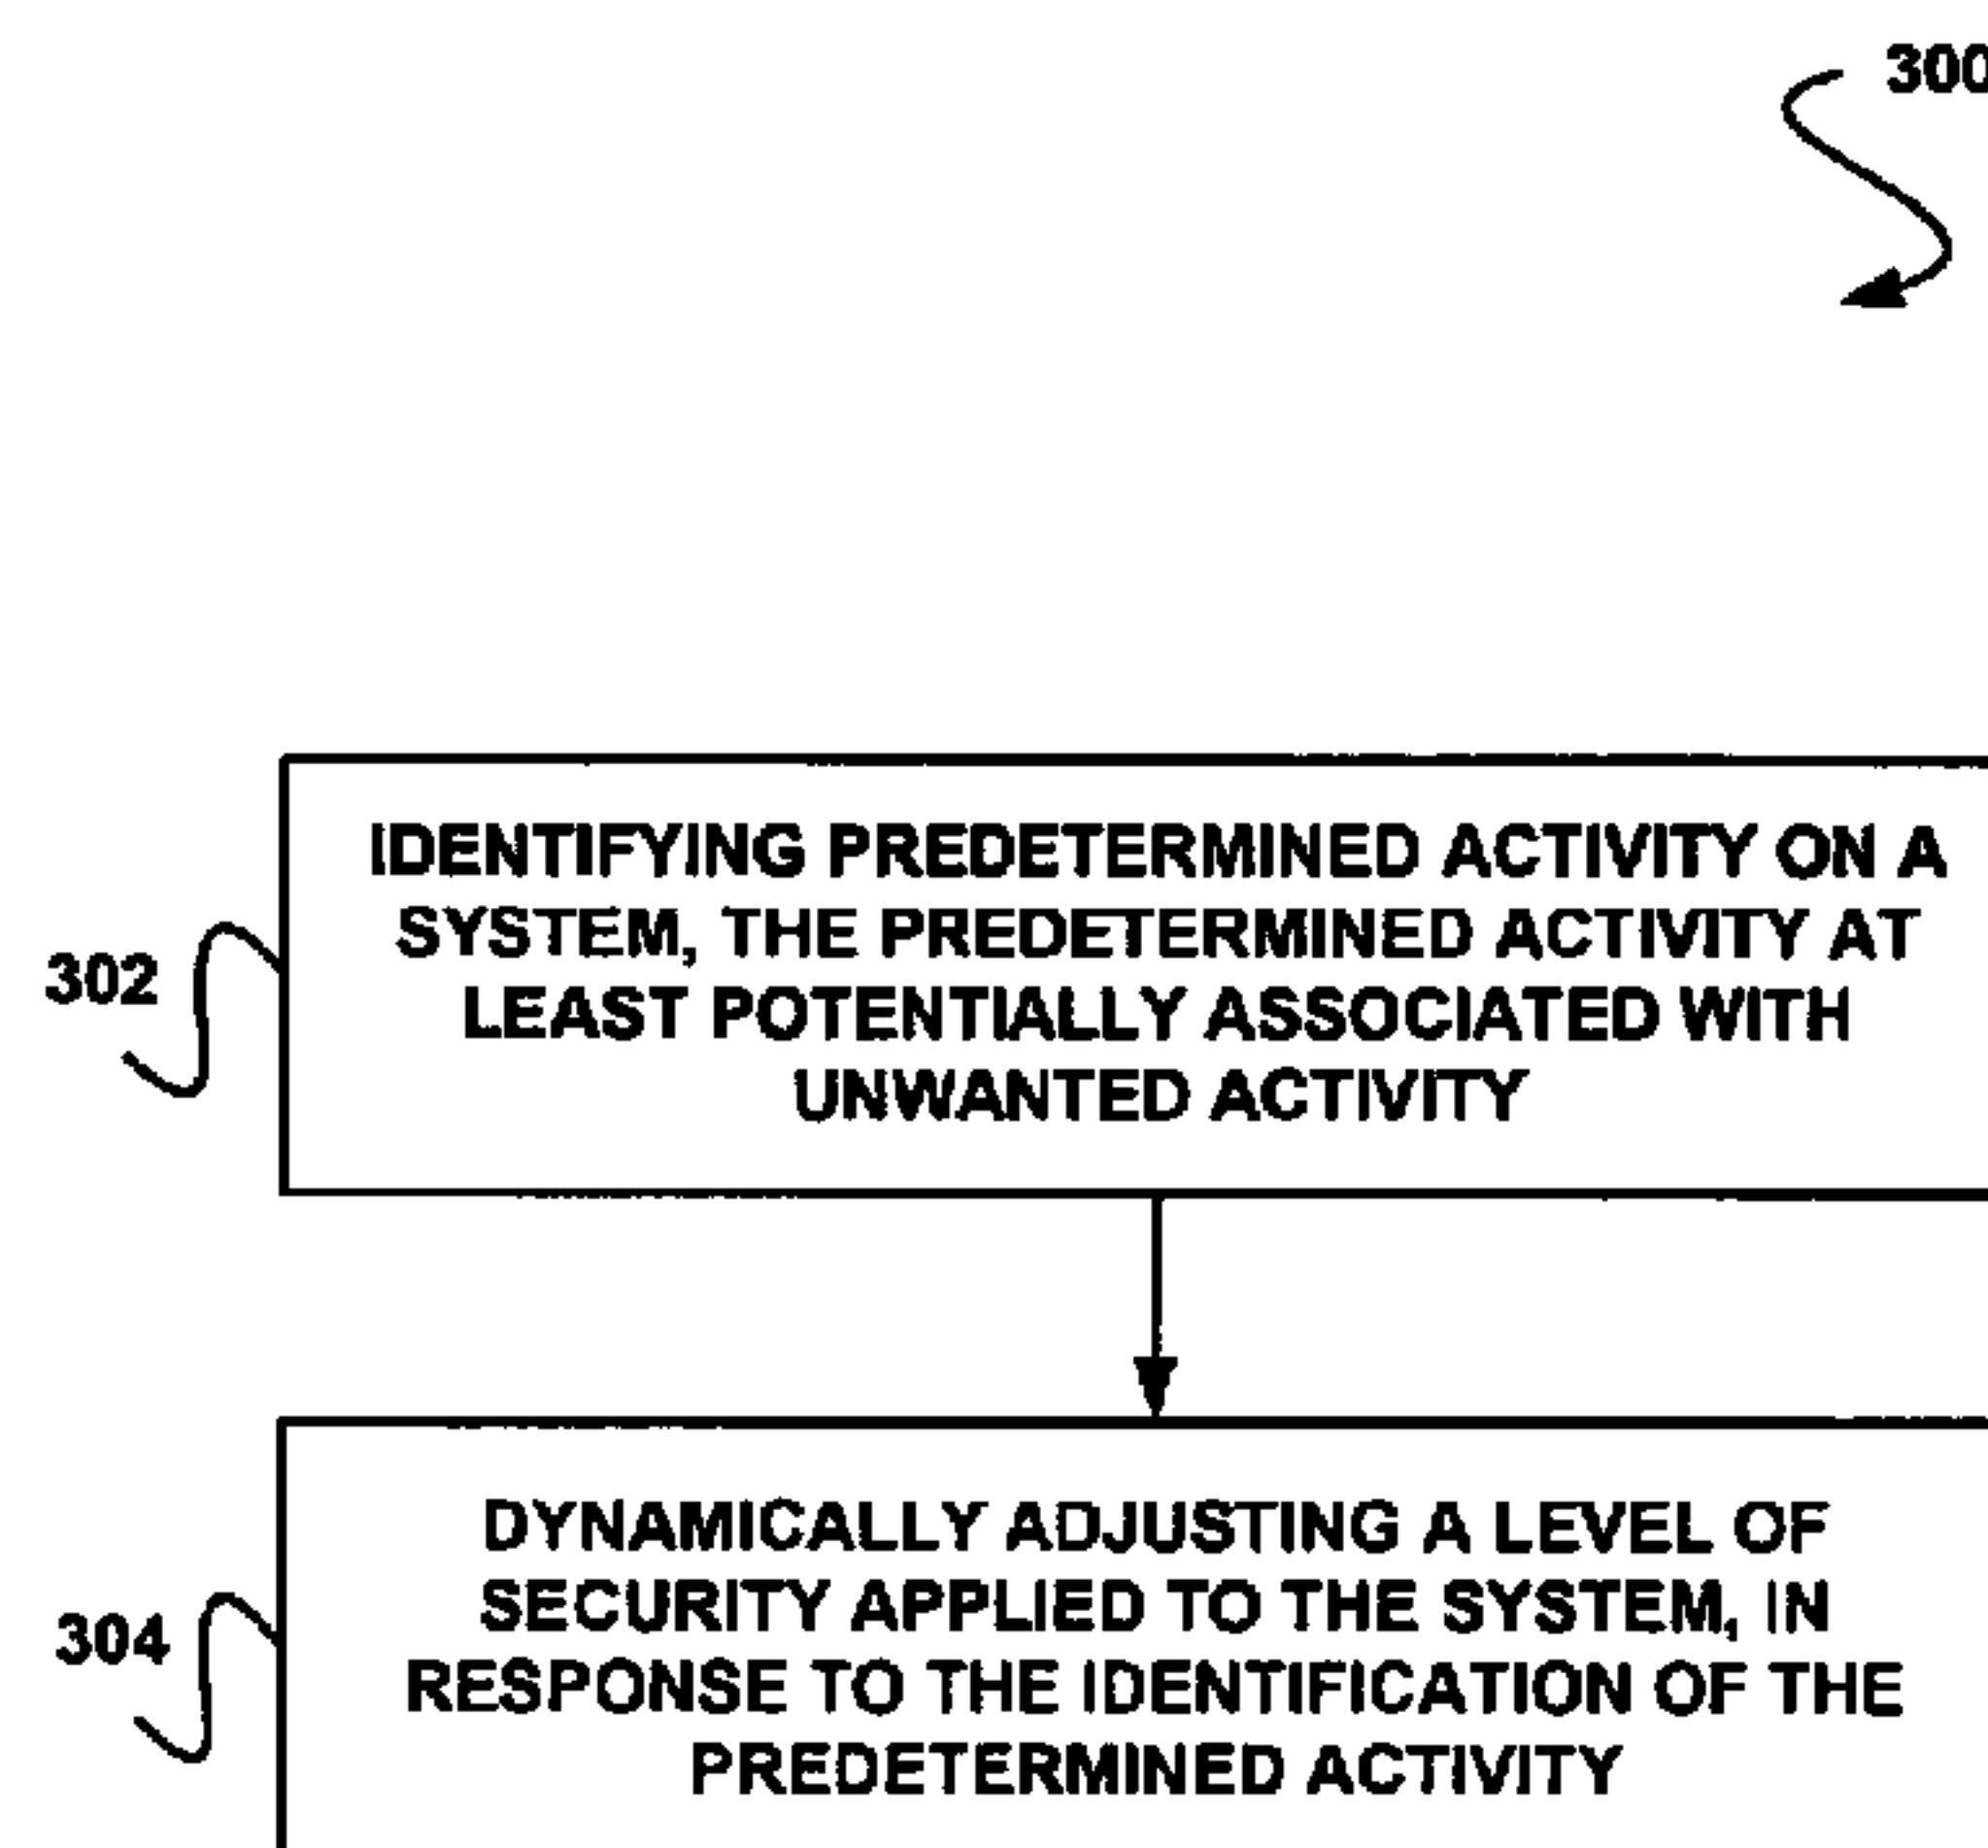 300
IDENTIFYING PREDETERMINED ACTIVITY ON A
SYSTEM, THE PREDETERMINED ACTIVITY AT
LEAST POTENTIALLY ASSOCIATED WITH
UNWANTED ACTIVITY
302
DYNAMICALLY ADJUSTING A LEVEL OF
SECURITY APPLIED TO THE SYSTEM, IN
RESPONSE TO THE IDENTIFICATION OF THE
PREDETERMINED ACTIVITY
304